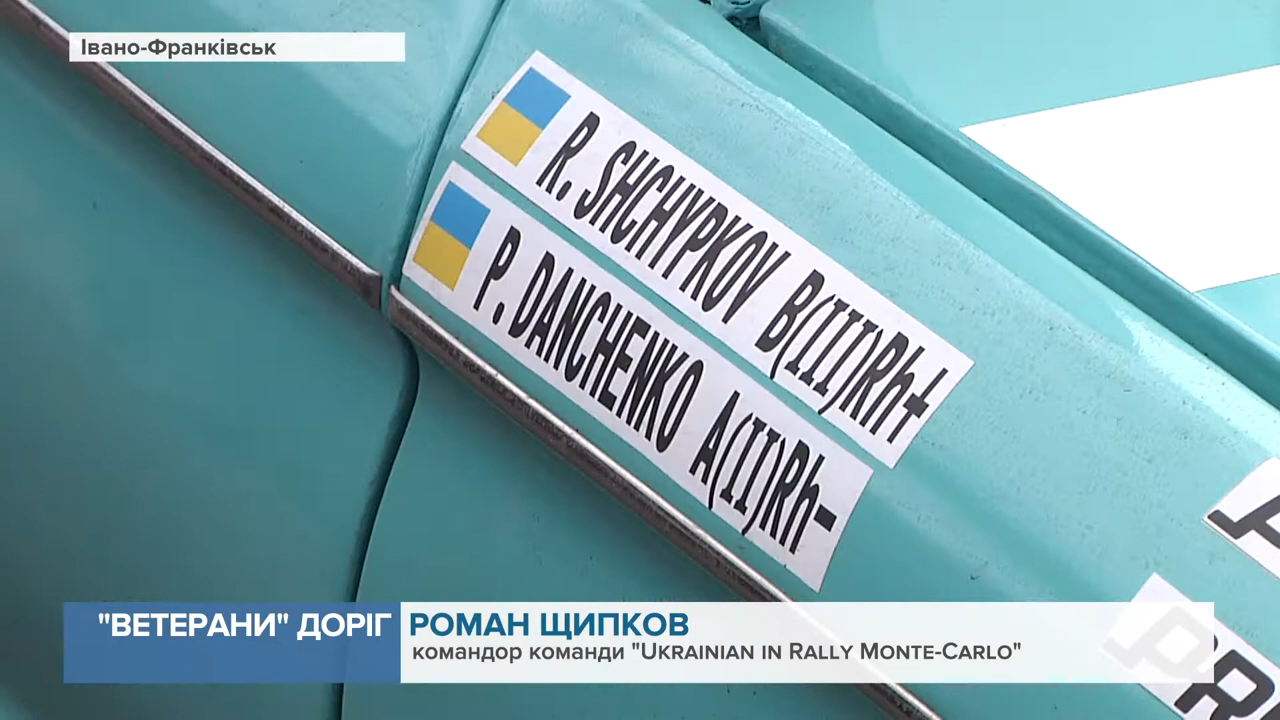 Івано-Франківськ
R. SHCHYPKOV B(III)Rh+
P. DANCHENKO A(II)Rh-
"ВЕТЕРАНИ" ДОРІГ
РОМАН ЩИПКОВ
командор команди "Ukrainian in Rally Monte-Carlo"